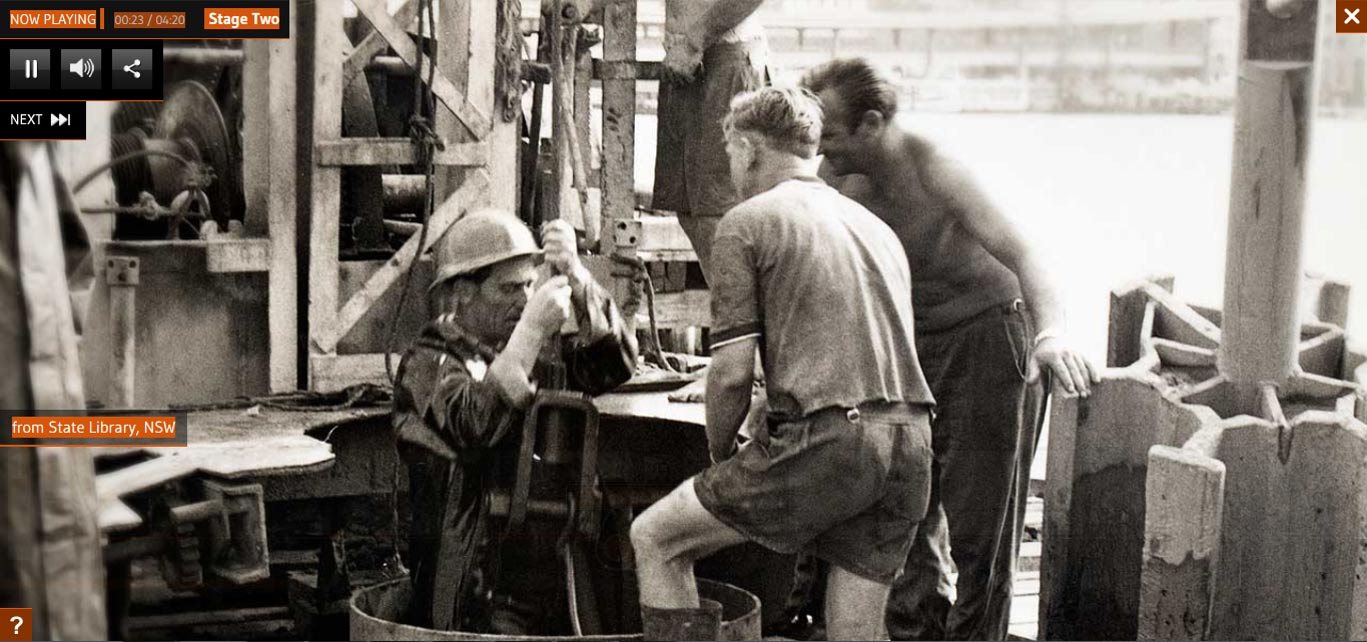 NOW PLAYING 00:23 / 04:20 Stage Two
NEXT
from State Library, NSW
?